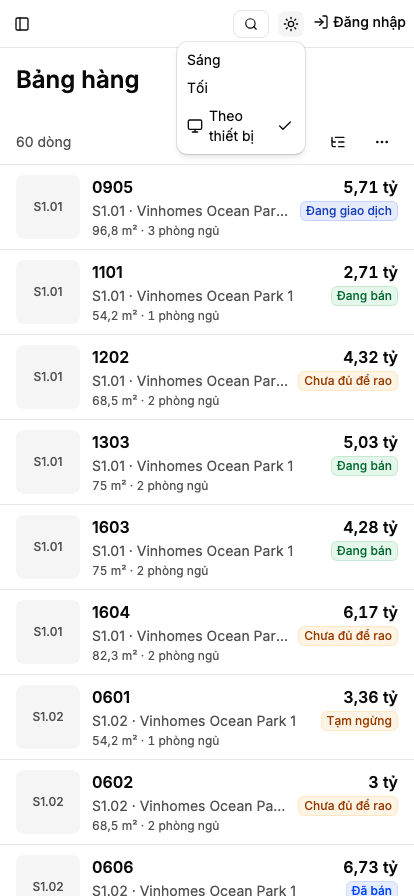 Đăng nhập
Bảng hàng
Sáng
Tối
Theo
thiết bị
60 dòng
S1.01
0905
5,71 tỷ
S1.01 · Vinhomes Ocean Par...
Đang giao dịch
96,8 m² · 3 phòng ngủ
S1.01
1101
2,71 tỷ
S1.01 · Vinhomes Ocean Park 1
Đang bán
54,2 m² · 1 phòng ngủ
S1.01
1202
4,32 tỷ
S1.01 · Vinhomes Ocean Par...
Chưa đủ để rao
68,5 m² · 2 phòng ngủ
S1.01
1303
5,03 tỷ
S1.01 · Vinhomes Ocean Park 1
Đang bán
75 m² · 2 phòng ngủ
S1.01
1603
4,28 tỷ
S1.01 · Vinhomes Ocean Park 1
Đang bán
75 m² · 2 phòng ngủ
S1.01
1604
6,17 tỷ
S1.01 · Vinhomes Ocean Par...
Chưa đủ để rao
82,3 m² · 2 phòng ngủ
S1.02
0601
3,36 tỷ
S1.02 · Vinhomes Ocean Park 1
Tạm ngừng
54,2 m² · 1 phòng ngủ
S1.02
0602
3 tỷ
S1.02 · Vinhomes Ocean Pa...
Chưa đủ để rao
68,5 m² · 2 phòng ngủ
S1.02
0606
6,73 tỷ
S1.02 · Vinhomes Ocean Park 1
Đã bán